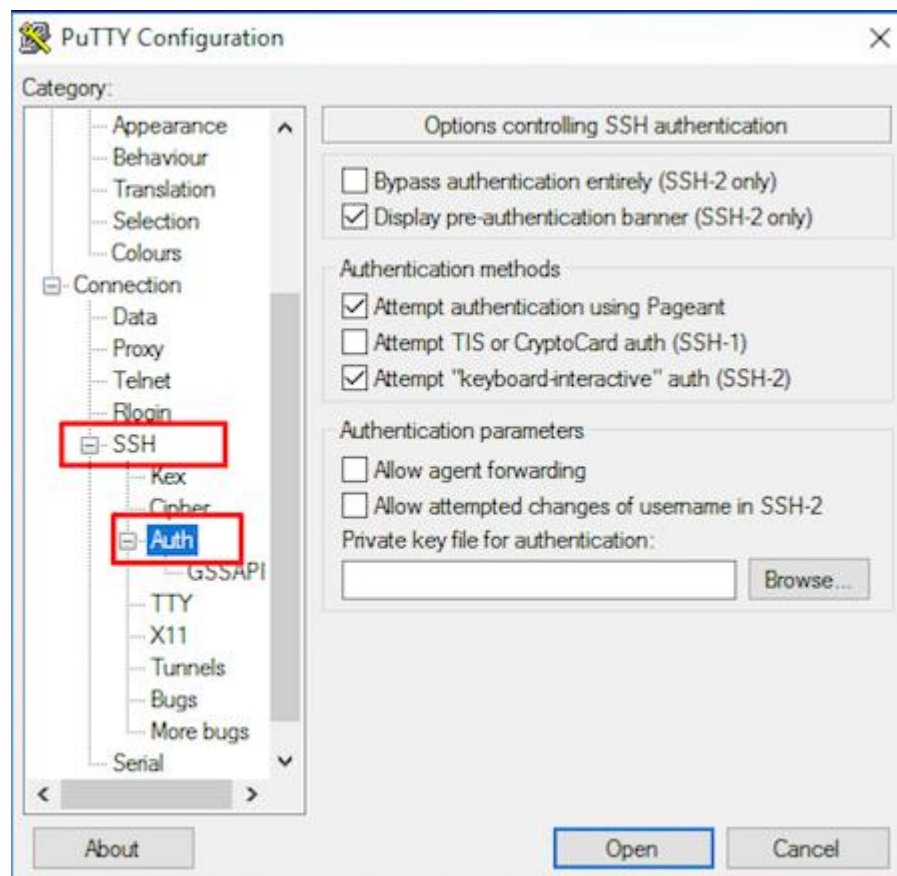 PuTTY Configuration
Category:
Appearance
Behaviour
Translation
Selection
Colours
Connection
Data
Proxy
Telnet
Rlogin
SSH
Kex
Cipher
Auth
GSSAPI
TTY
X11
Tunnels
Bugs
More bugs
Serial
Options controlling SSH authentication
Bypass authentication entirely (SSH-2 only)
Display pre-authentication banner (SSH-2 only)
Authentication methods
Attempt authentication using Pageant
Attempt TIS or CryptoCard auth (SSH-1)
Attempt "keyboard-interactive" auth (SSH-2)
Authentication parameters
Allow agent forwarding
Allow attempted changes of username in SSH-2
Private key file for authentication:
Browse...
About
Open
Cancel